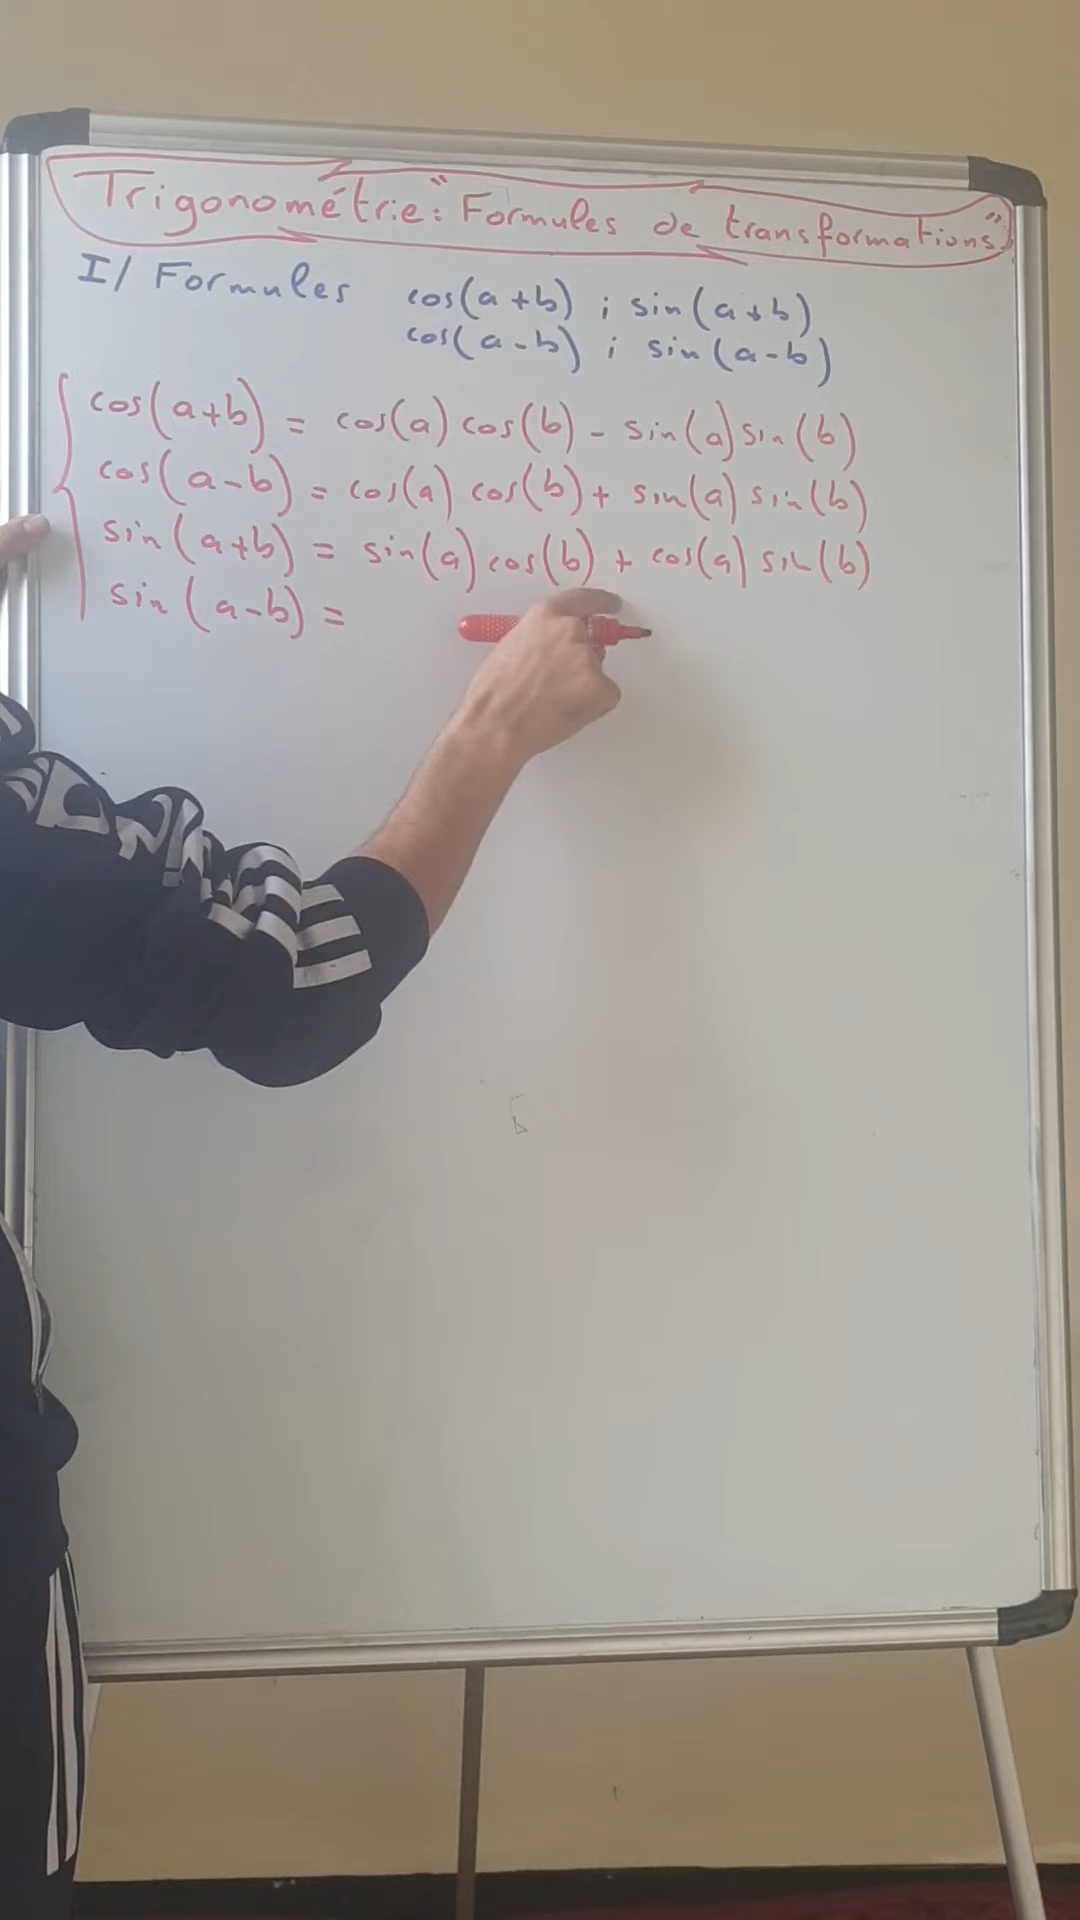 Trigonométrie: "Formules de transformations"
I/ Formules cos(a+b) ; sin(a+b)
cos(a-b) ; sin(a-b)
cos(a+b) = cos(a) cos(b) - sin(a) sin(b)
cos(a-b) = cos(a) cos(b) + sin(a) sin(b)
sin(a+b) = sin(a) cos(b) + cos(a) sin(b)
sin(a-b) =